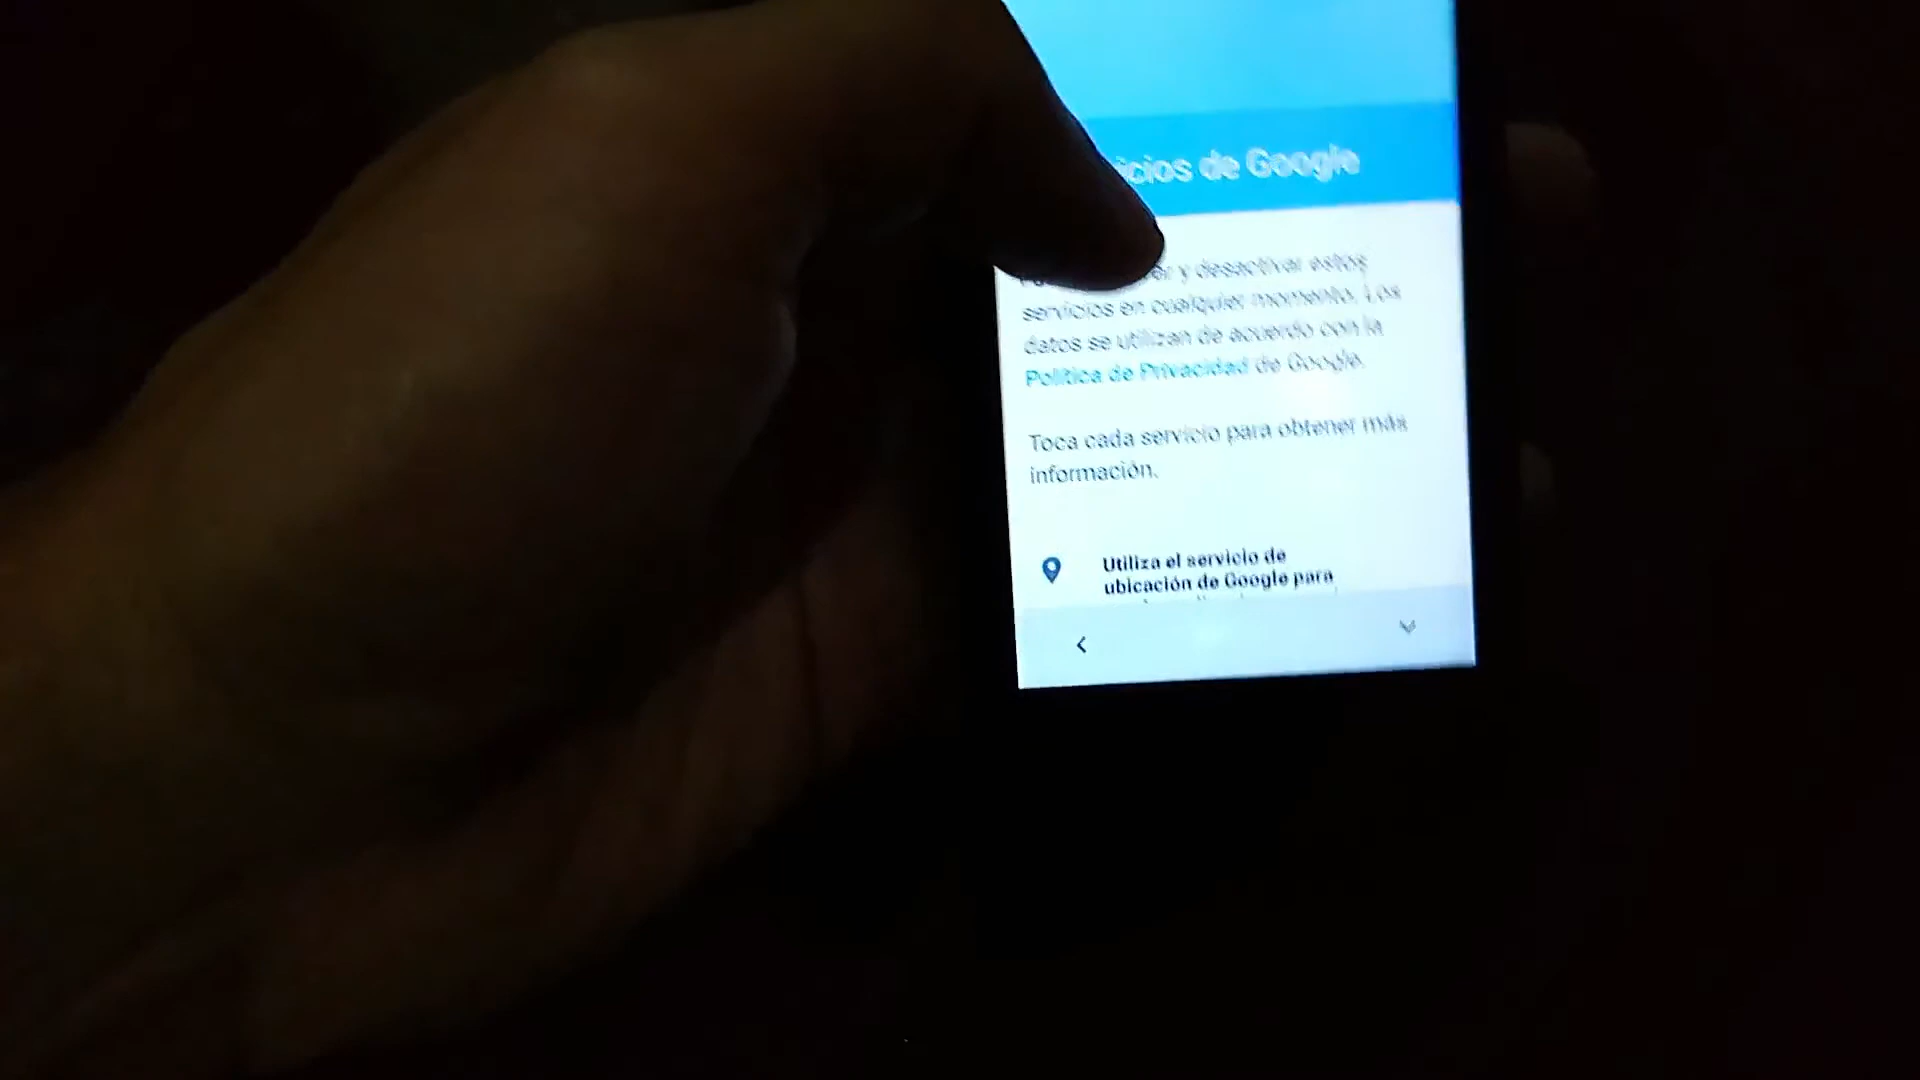 de Google
y desactivar estos
servicios en cualquier momento. Los
datos se utilizan de acuerdo con la
Política de Privacidad de Google.
Toca cada servicio para obtener más
información.
Utiliza el servicio de
ubicación de Google para